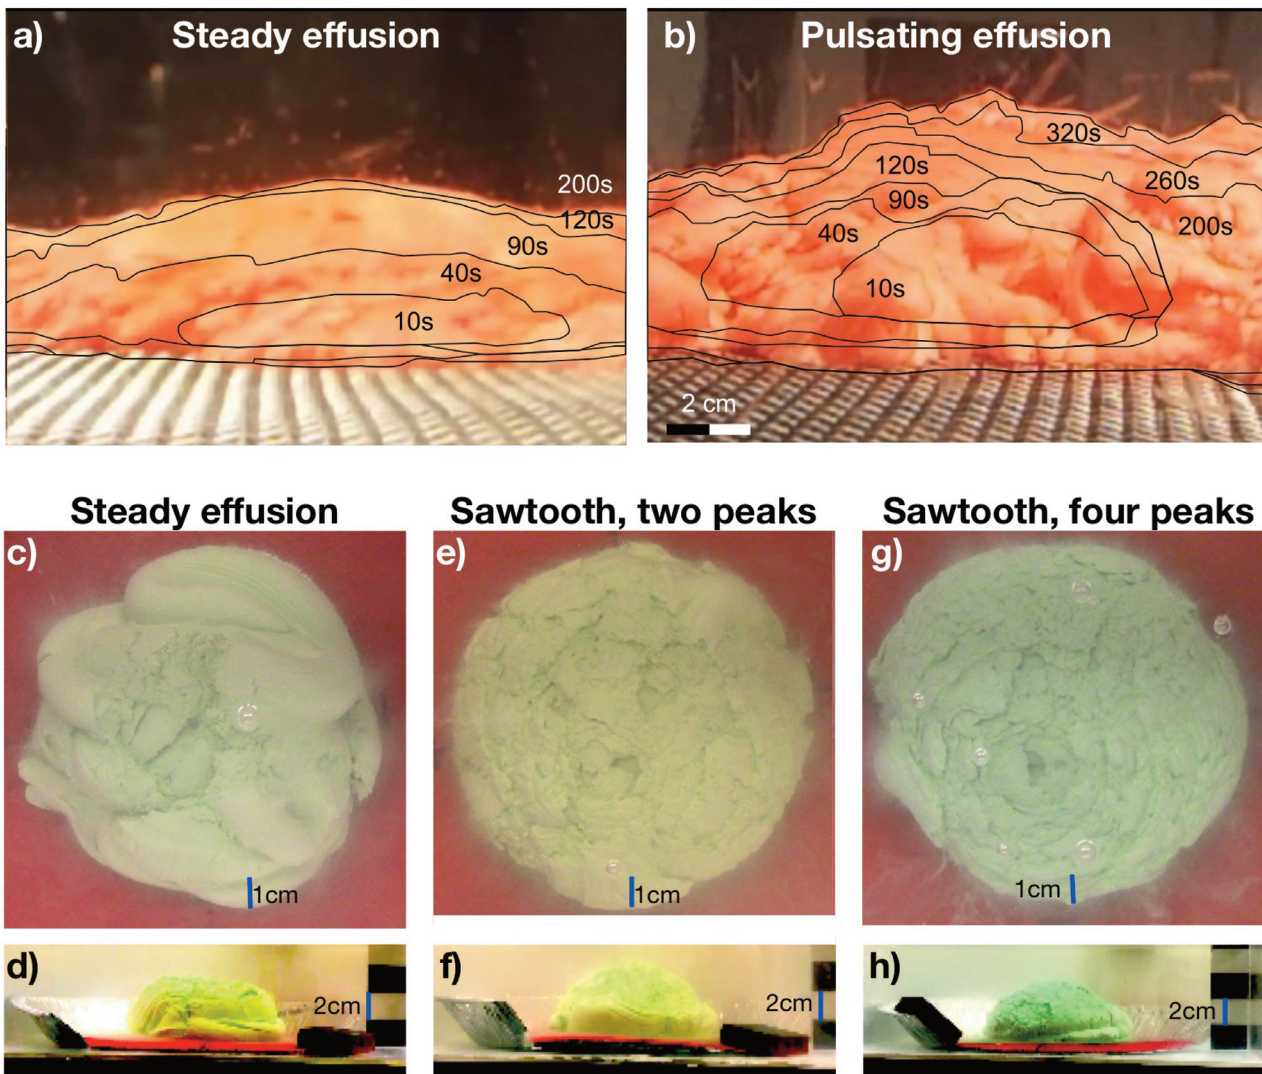 a) Steady effusion
200s
120s
90s
40s
10s
b) Pulsating effusion
320s
120s
260s
90s
200s
40s
10s
2 cm
Steady effusion
c)
1cm
Sawtooth, two peaks
e)
1cm
Sawtooth, four peaks
g)
1cm
d)
2cm
f)
2cm
h)
2cm